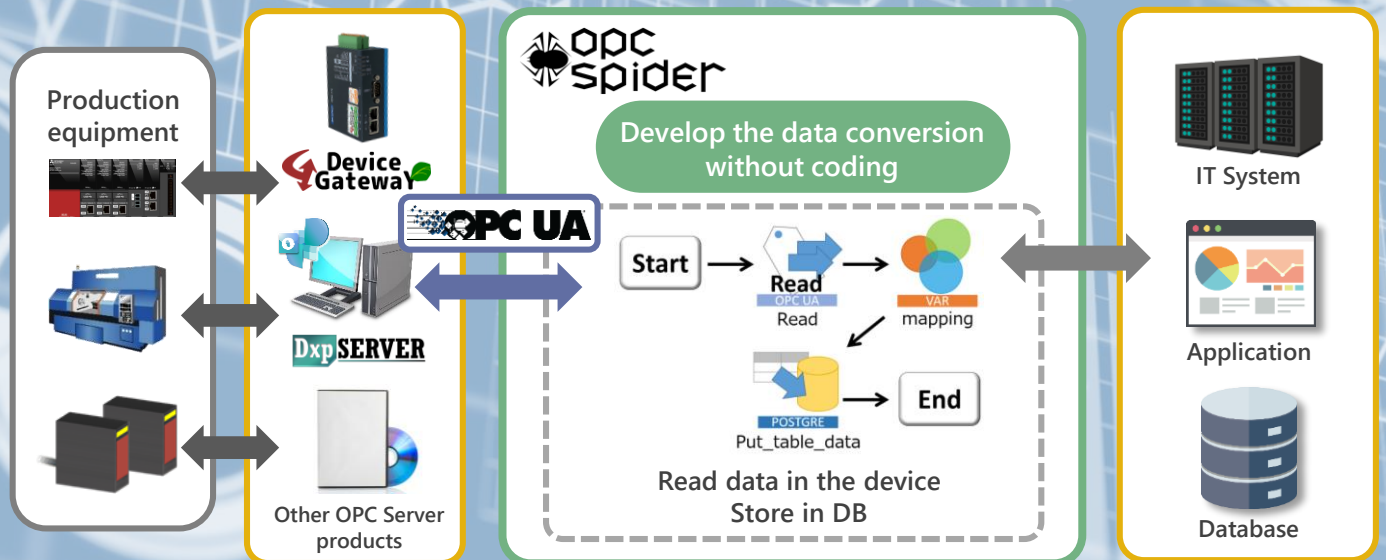 Production
equipment
Device
Gateway
DxpSERVER
Other OPC Server
products
OPC UA
opc
spider
Develop the data conversion
without coding
Start
Read
OPC UA
Read
VAR
mapping
POSTGRE
Put_table_data
End
Read data in the device
Store in DB
IT System
Application
Database